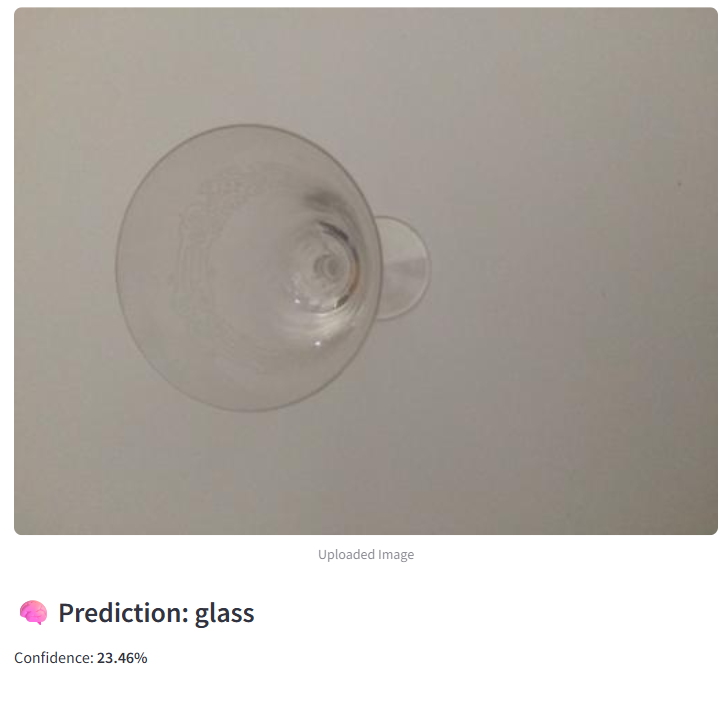 Uploaded Image
🧠 Prediction: glass
Confidence: 23.46%